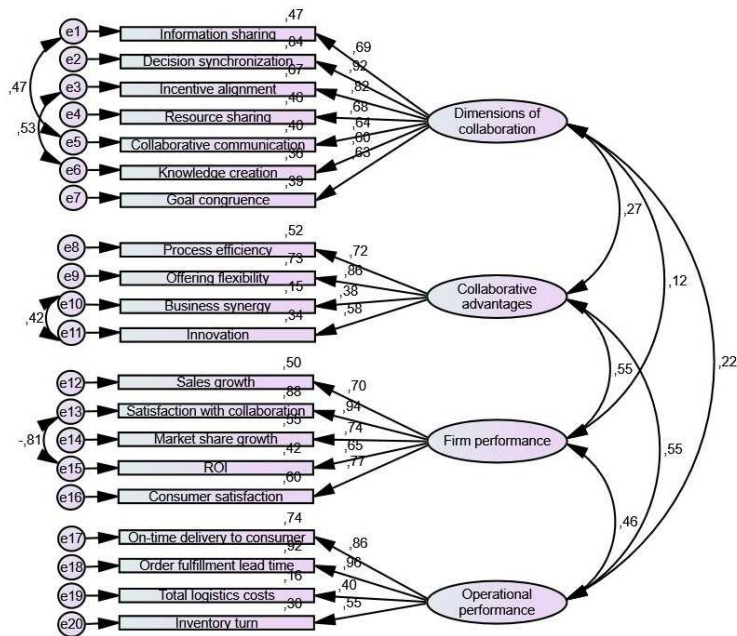 ,47
e1 Information sharing
,84
,69
e2 Decision synchronization
,67
,92
e3 Incentive alignment
,46
,82
,47
e4 Resource sharing
,40
,68
Dimensions of
collaboration
,53
e5 Collaborative communication
,36
,64
e6 Knowledge creation
,39
,60
e7 Goal congruence
,63
,27
,12
,22
,52
e8 Process efficiency
,73
,72
e9 Offering flexibility
,15
,86
Collaborative
advantages
e10 Business synergy
,34
,38
,42
e11 Innovation
,58
,55
,55
,50
e12 Sales growth
,88
,70
e13 Satisfaction with collaboration
,55
,94
-,81
e14 Market share growth
,42
,74
Firm performance
e15 ROI
,60
,65
e16 Consumer satisfaction
,77
,46
,74
e17 On-time delivery to consumer
,92
,86
e18 Order fulfillment lead time
,16
,96
e19 Total logistics costs
,30
,40
Operational
performance
e20 Inventory turn
,55